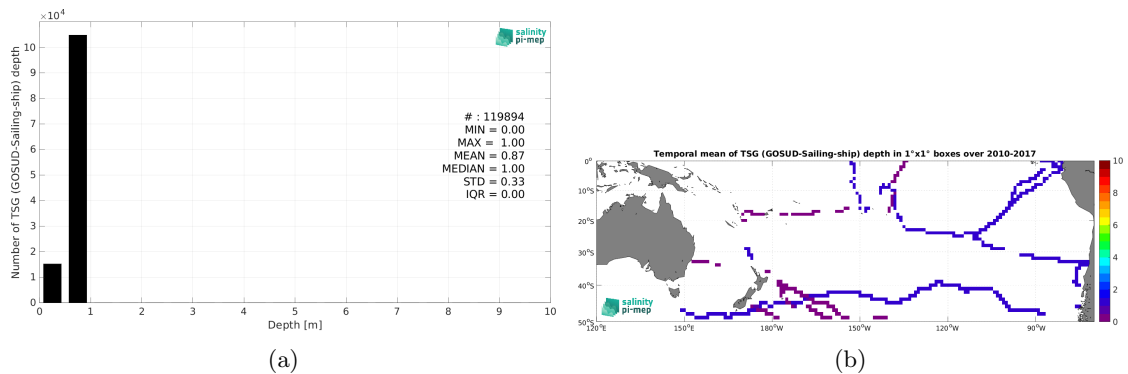 ×10⁴
10
9
8
7
6
5
4
3
2
1
0
Number of TSG (GOSUD-Sailing-ship) depth
salinity
pi-mep
# : 119894
MIN = 0.00
MAX = 1.00
MEAN = 0.87
MEDIAN = 1.00
STD = 0.33
IQR = 0.00
0 1 2 3 4 5 6 7 8 9 10
Depth [m]
(a)
Temporal mean of TSG (GOSUD-Sailing-ship) depth in 1°x1° boxes over 2010-2017
0°
10°S
20°S
30°S
40°S
50°S
salinity
pi-mep
120°E 150°E 180°W 150°W 120°W 90°W
10
8
6
4
2
0
(b)